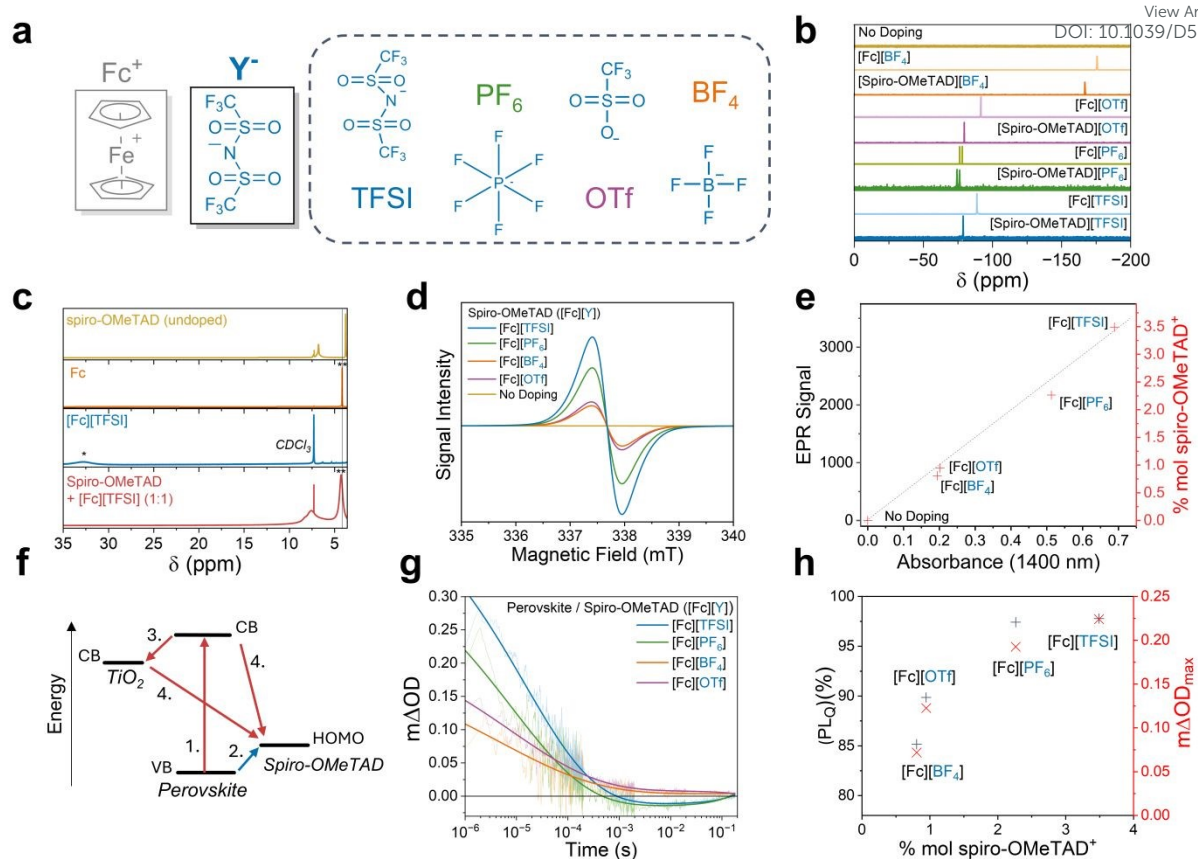 View Ar
DOI: 10.1039/D5
a
Fc⁺
Fe
+
Y⁻
CF₃
O=S=O
N
−
O=S=O
F₃C
CF₃
O=S=O
N⁻
O=S=O
CF₃
TFSI
PF₆
F F F
P⁻
F F F
CF₃
O=S=O
O⁻
OTf
BF₄
F
F B⁻ F
F
b
No Doping
[Fc][BF₄]
[Spiro-OMeTAD][BF₄]
[Fc][OTf]
[Spiro-OMeTAD][OTf]
[Fc][PF₆]
[Spiro-OMeTAD][PF₆]
[Fc][TFSI]
[Spiro-OMeTAD][TFSI]
0 −50 −100 −150 −200
δ (ppm)
c
spiro-OMeTAD (undoped)
Fc
**
[Fc][TFSI]
*
CDCl₃
Spiro-OMeTAD
+ [Fc][TFSI] (1:1)
**
35 30 25 20 15 10 5
δ (ppm)
d
Signal Intensity
Spiro-OMeTAD ([Fc][Y])
[Fc][TFSI]
[Fc][PF₆]
[Fc][BF₄]
[Fc][OTf]
No Doping
335 336 337 338 339 340
Magnetic Field (mT)
e
EPR Signal
3000
2000
1000
0
[Fc][TFSI]
[Fc][PF₆]
[Fc][OTf]
[Fc][BF₄]
No Doping
0.0 0.1 0.2 0.3 0.4 0.5 0.6 0.7
Absorbance (1400 nm)
3.5
3.0
2.5
2.0
1.5
1.0
0.5
0.0
% mol spiro-OMeTAD⁺
f
Energy
CB
TiO₂
3.
CB
4.
4.
1.
2.
VB
Perovskite
HOMO
Spiro-OMeTAD
g
mΔOD
0.30
0.25
0.20
0.15
0.10
0.05
0.00
Perovskite / Spiro-OMeTAD ([Fc][Y])
[Fc][TFSI]
[Fc][PF₆]
[Fc][BF₄]
[Fc][OTf]
10⁻⁶ 10⁻⁵ 10⁻⁴ 10⁻³ 10⁻² 10⁻¹
Time (s)
h
(PL_Q)(%)
100
95
90
85
80
[Fc][OTf]
[Fc][BF₄]
[Fc][PF₆]
[Fc][TFSI]
0 1 2 3 4
% mol spiro-OMeTAD⁺
0.25
0.20
0.15
0.10
0.05
0.00
mΔOD_max